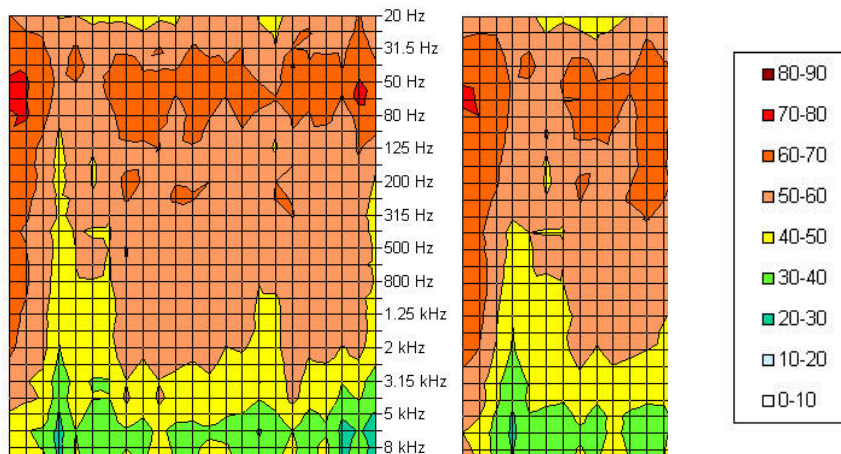 20 Hz
31.5 Hz
50 Hz
80 Hz
125 Hz
200 Hz
315 Hz
500 Hz
800 Hz
1.25 kHz
2 kHz
3.15 kHz
5 kHz
8 kHz
80-90
70-80
60-70
50-60
40-50
30-40
20-30
10-20
0-10